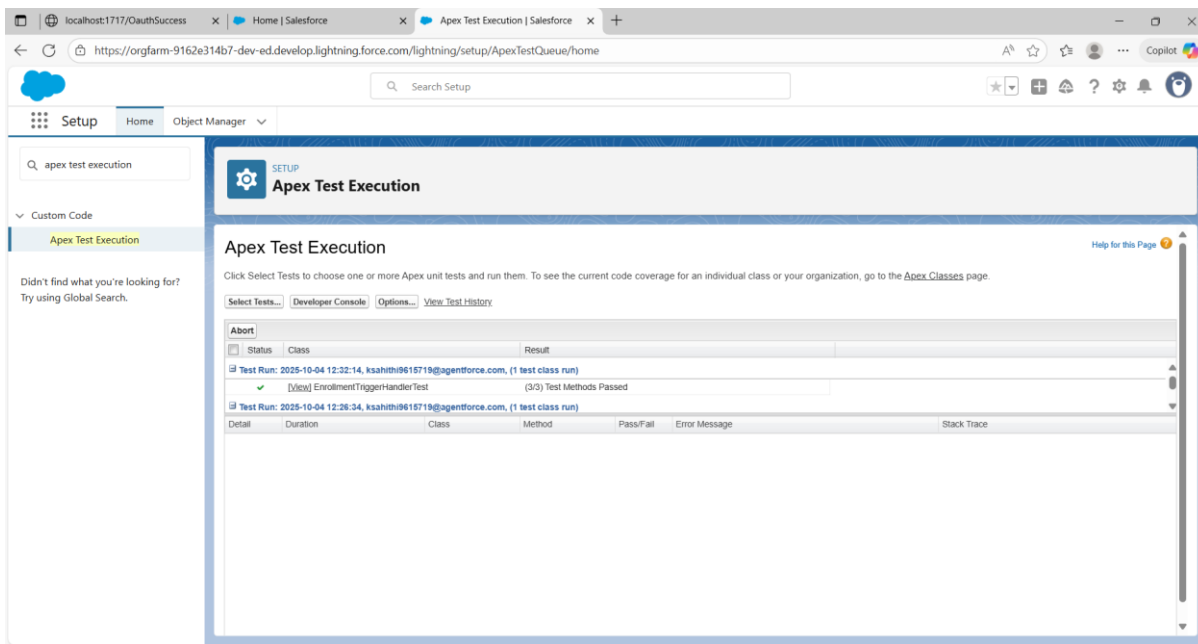 localhost:1717/OauthSuccess
Home | Salesforce
Apex Test Execution | Salesforce
https://orgfarm-9162e314b7-dev-ed.develop.lightning.force.com/lightning/setup/ApexTestQueue/home
Copilot
Search Setup
Setup Home Object Manager
apex test execution
SETUP
Apex Test Execution
Custom Code
Apex Test Execution
Didn't find what you're looking for?
Try using Global Search.
Apex Test Execution
Help for this Page
Click Select Tests to choose one or more Apex unit tests and run them. To see the current code coverage for an individual class or your organization, go to the Apex Classes page.
Select Tests... Developer Console Options... View Test History
Abort
Status Class Result
Test Run: 2025-10-04 12:32:14, ksahithi9615719@agentforce.com, (1 test class run)
[View] EnrollmentTriggerHandlerTest (3/3) Test Methods Passed
Test Run: 2025-10-04 12:26:34, ksahithi9615719@agentforce.com, (1 test class run)
Detail Duration Class Method Pass/Fail Error Message Stack Trace